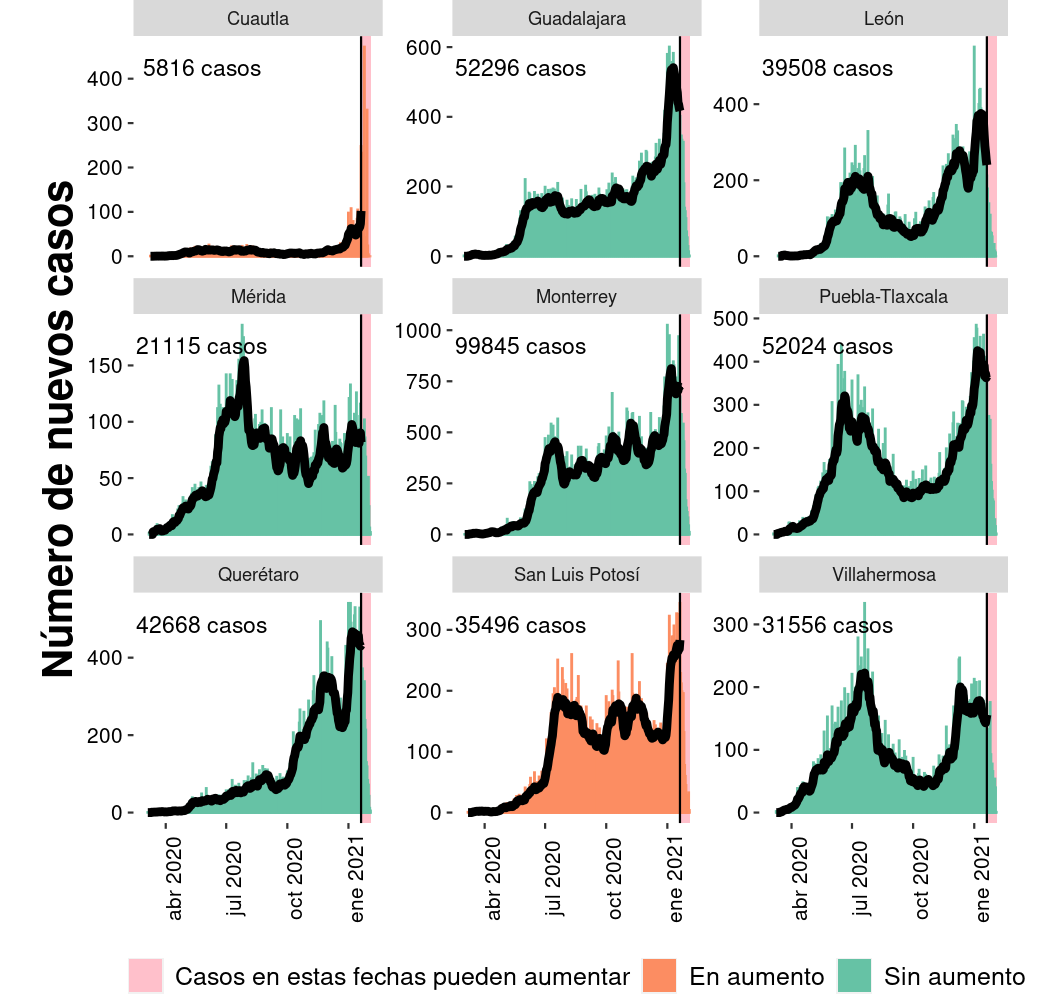 Número de nuevos casos
Cuautla
5816 casos
400
300
200
100
0
Guadalajara
52296 casos
600
400
200
0
León
39508 casos
400
200
0
Mérida
21115 casos
150
100
50
0
Monterrey
99845 casos
1000
750
500
250
0
Puebla-Tlaxcala
52024 casos
500
400
300
200
100
0
Querétaro
42668 casos
400
200
0
abr 2020
jul 2020
oct 2020
ene 2021
San Luis Potosí
35496 casos
300
200
100
0
abr 2020
jul 2020
oct 2020
ene 2021
Villahermosa
31556 casos
300
200
100
0
abr 2020
jul 2020
oct 2020
ene 2021
Casos en estas fechas pueden aumentar
En aumento
Sin aumento